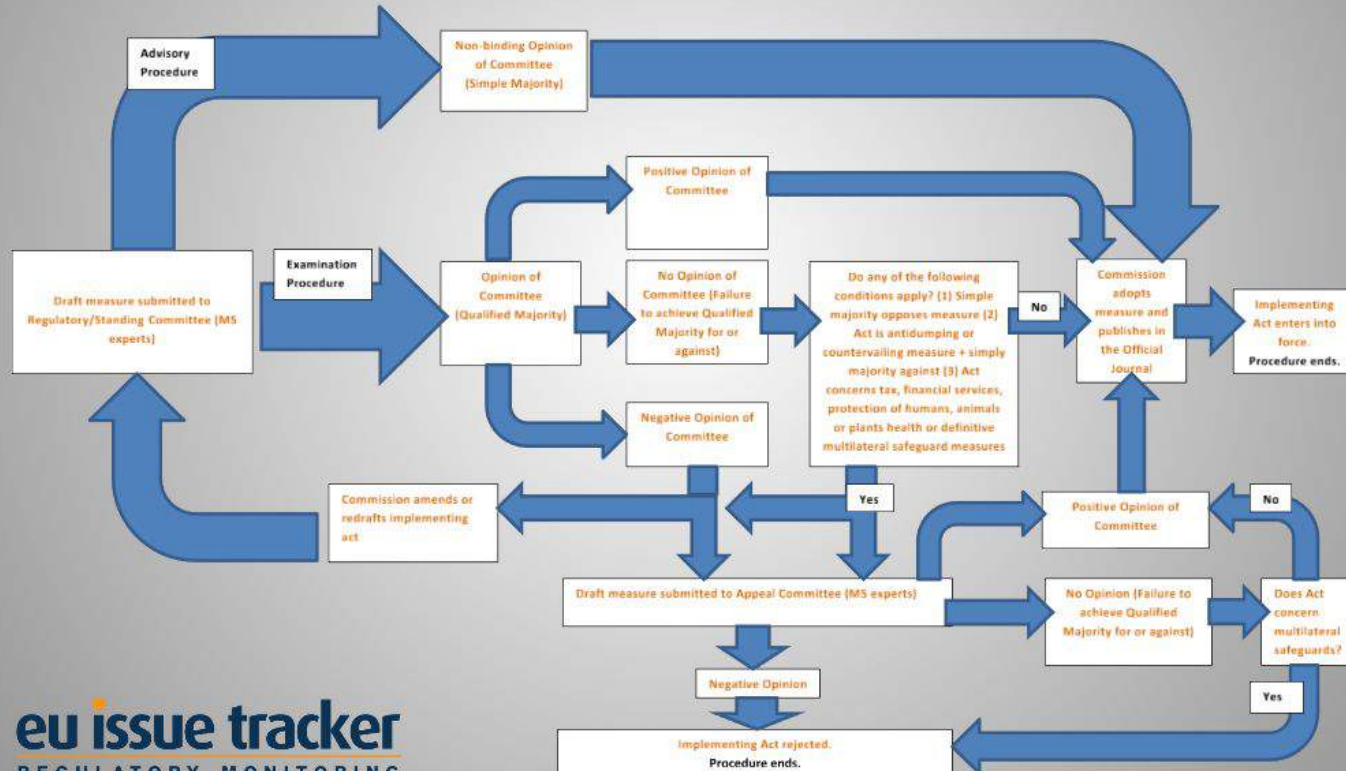 Advisory
Procedure
Non-binding Opinion
of Committee
(Simple Majority)
Positive Opinion of
Committee
Draft measure submitted to
Regulatory/Standing Committee (MS
experts)
Examination
Procedure
Opinion of
Committee
(Qualified Majority)
No Opinion of
Committee (Failure
to achieve Qualified
Majority for or
against)
Do any of the following
conditions apply? (1) Simple
majority opposes measure (2)
Act is antidumping or
countervailing measure + simply
majority against (3) Act
concerns tax, financial services,
protection of humans, animals
or plants health or definitive
multilateral safeguard measures
No
Commission
adopts
measure and
publishes in
the Official
Journal
Implementing
Act enters into
force.
Procedure ends.
Negative Opinion of
Committee
Commission amends or
redrafts implementing
act
Yes
Positive Opinion of
Committee
No
Draft measure submitted to Appeal Committee (MS experts)
No Opinion (Failure to
achieve Qualified
Majority for or against)
Does Act
concern
multilateral
safeguards?
Negative Opinion
Yes
Implementing Act rejected.
Procedure ends.
eu issue tracker
REGULATORY MONITORING